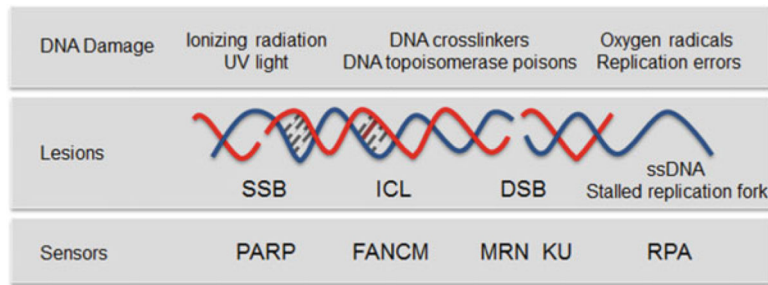 DNA Damage
Ionizing radiation
UV light
DNA crosslinkers
DNA topoisomerase poisons
Oxygen radicals
Replication errors
Lesions
SSB
ICL
DSB
ssDNA
Stalled replication fork
Sensors
PARP
FANCM
MRN KU
RPA